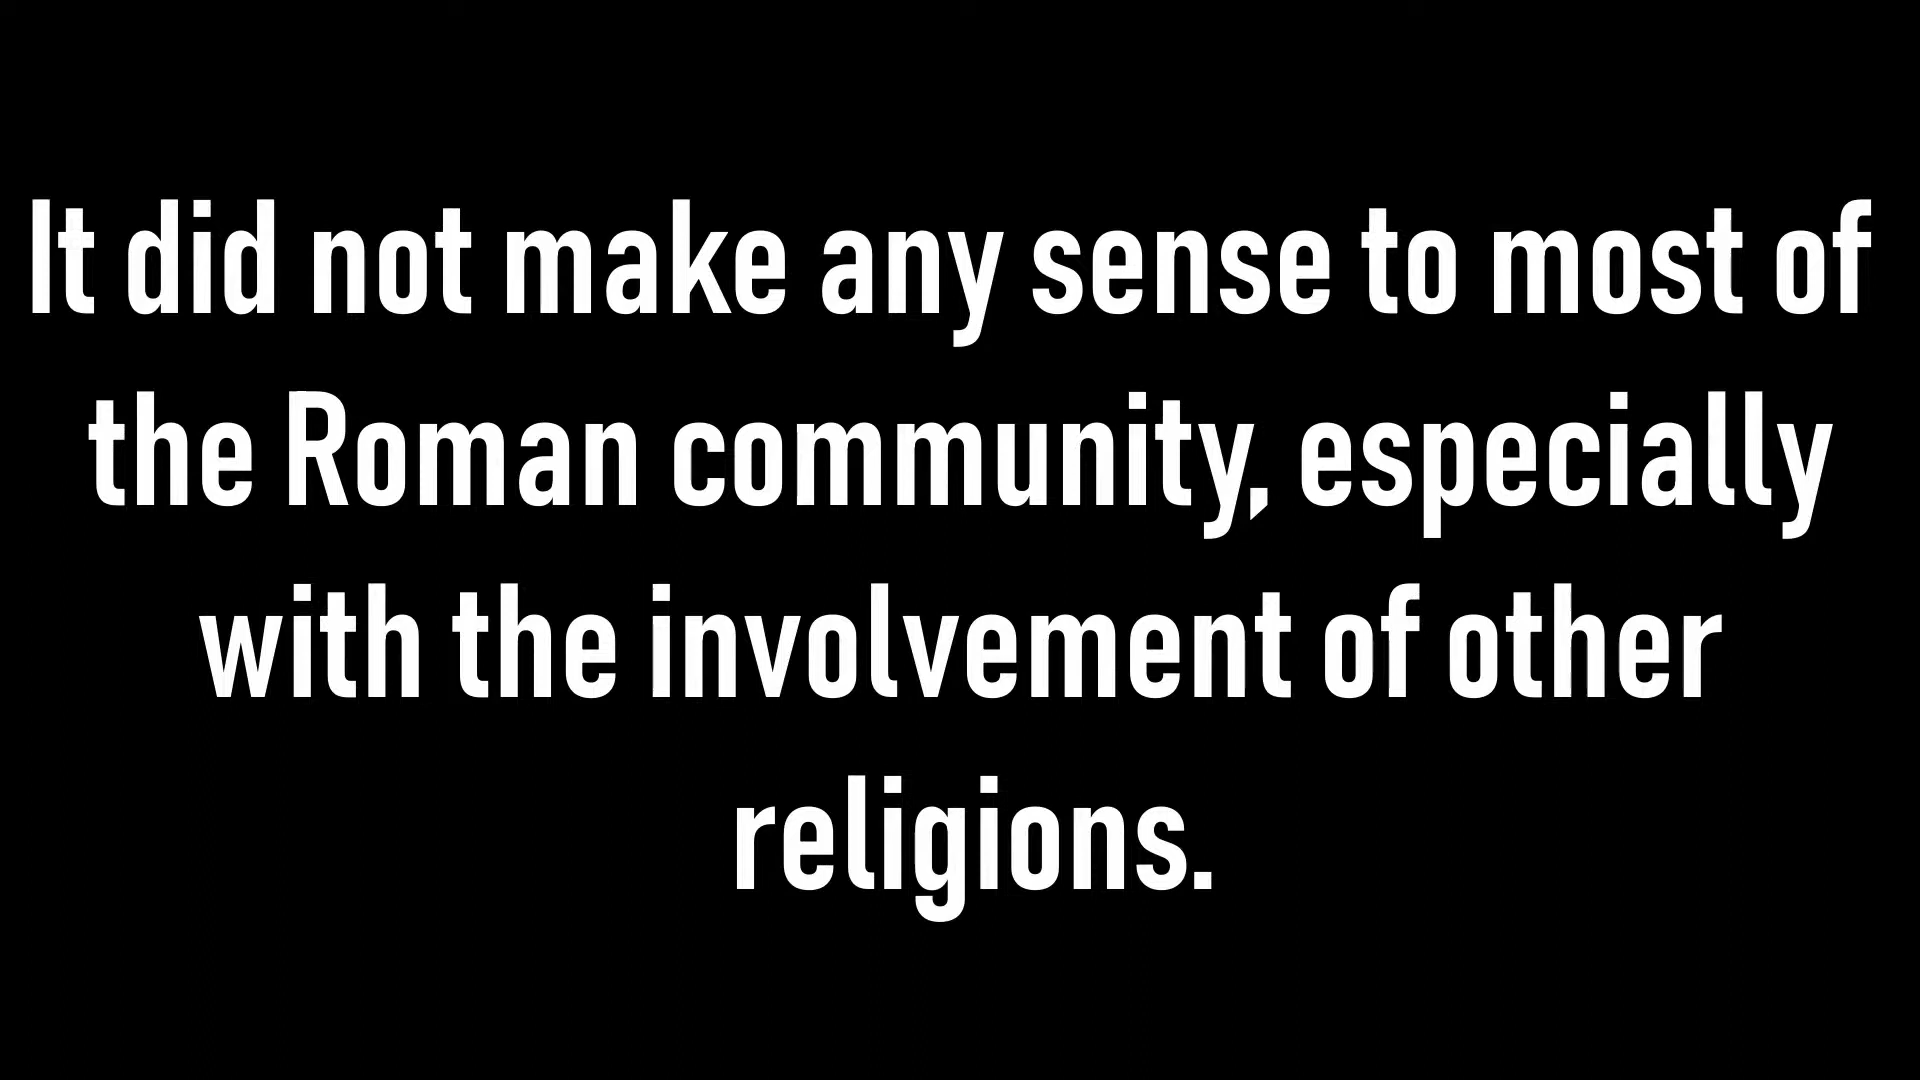 It did not make any sense to most of
the Roman community, especially
with the involvement of other
religions.